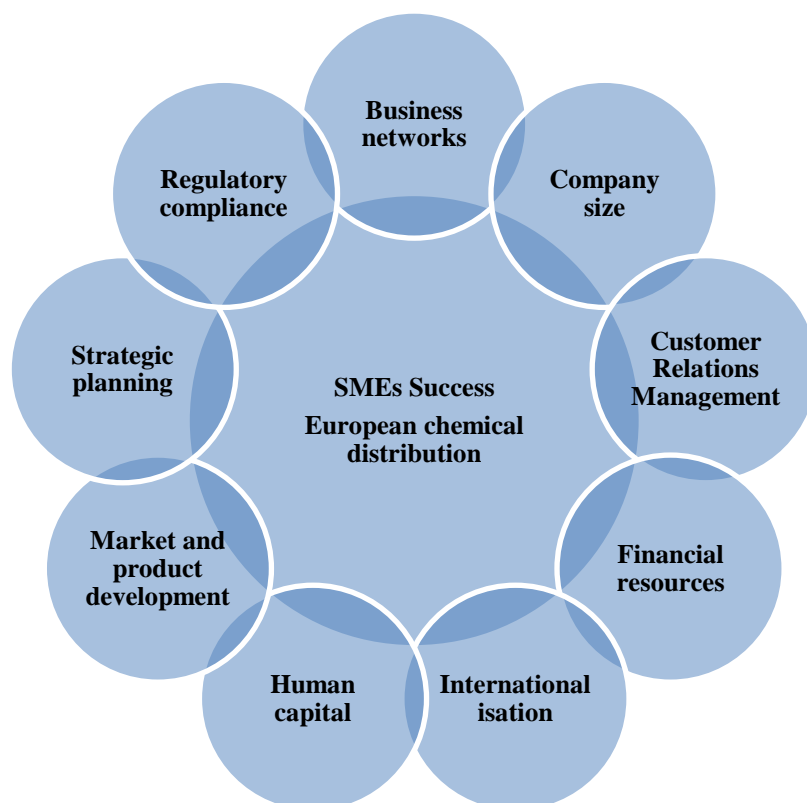 Business
networks
Company
size
Customer
Relations
Management
Financial
resources
International
isation
Human
capital
Market and
product
development
Strategic
planning
Regulatory
compliance
SMEs Success
European chemical
distribution